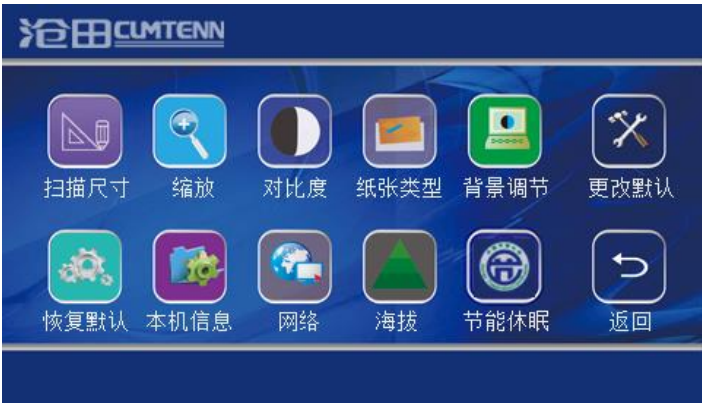 沧田CUMTENN
扫描尺寸 缩放 对比度 纸张类型 背景调节 更改默认
恢复默认 本机信息 网络 海拔 节能休眠 返回